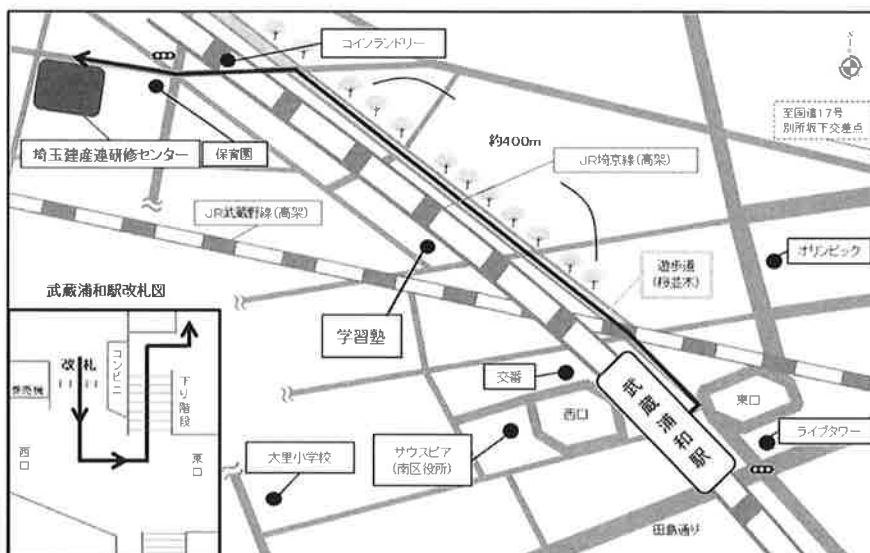 コインランドリー
N
至国道17号
別所坂下交差点
約400m
埼玉建産連研修センター
保育園
JR埼京線(高架)
JR武蔵野線(高架)
オリンピック
遊歩道
(桜並木)
武蔵浦和駅改札図
学習塾
改札
コンビニ
券売機
下り階段
西口
東口
交番
武蔵浦和駅
西口
東口
サウスピア
(南区役所)
ライブタワー
大里小学校
田島通り